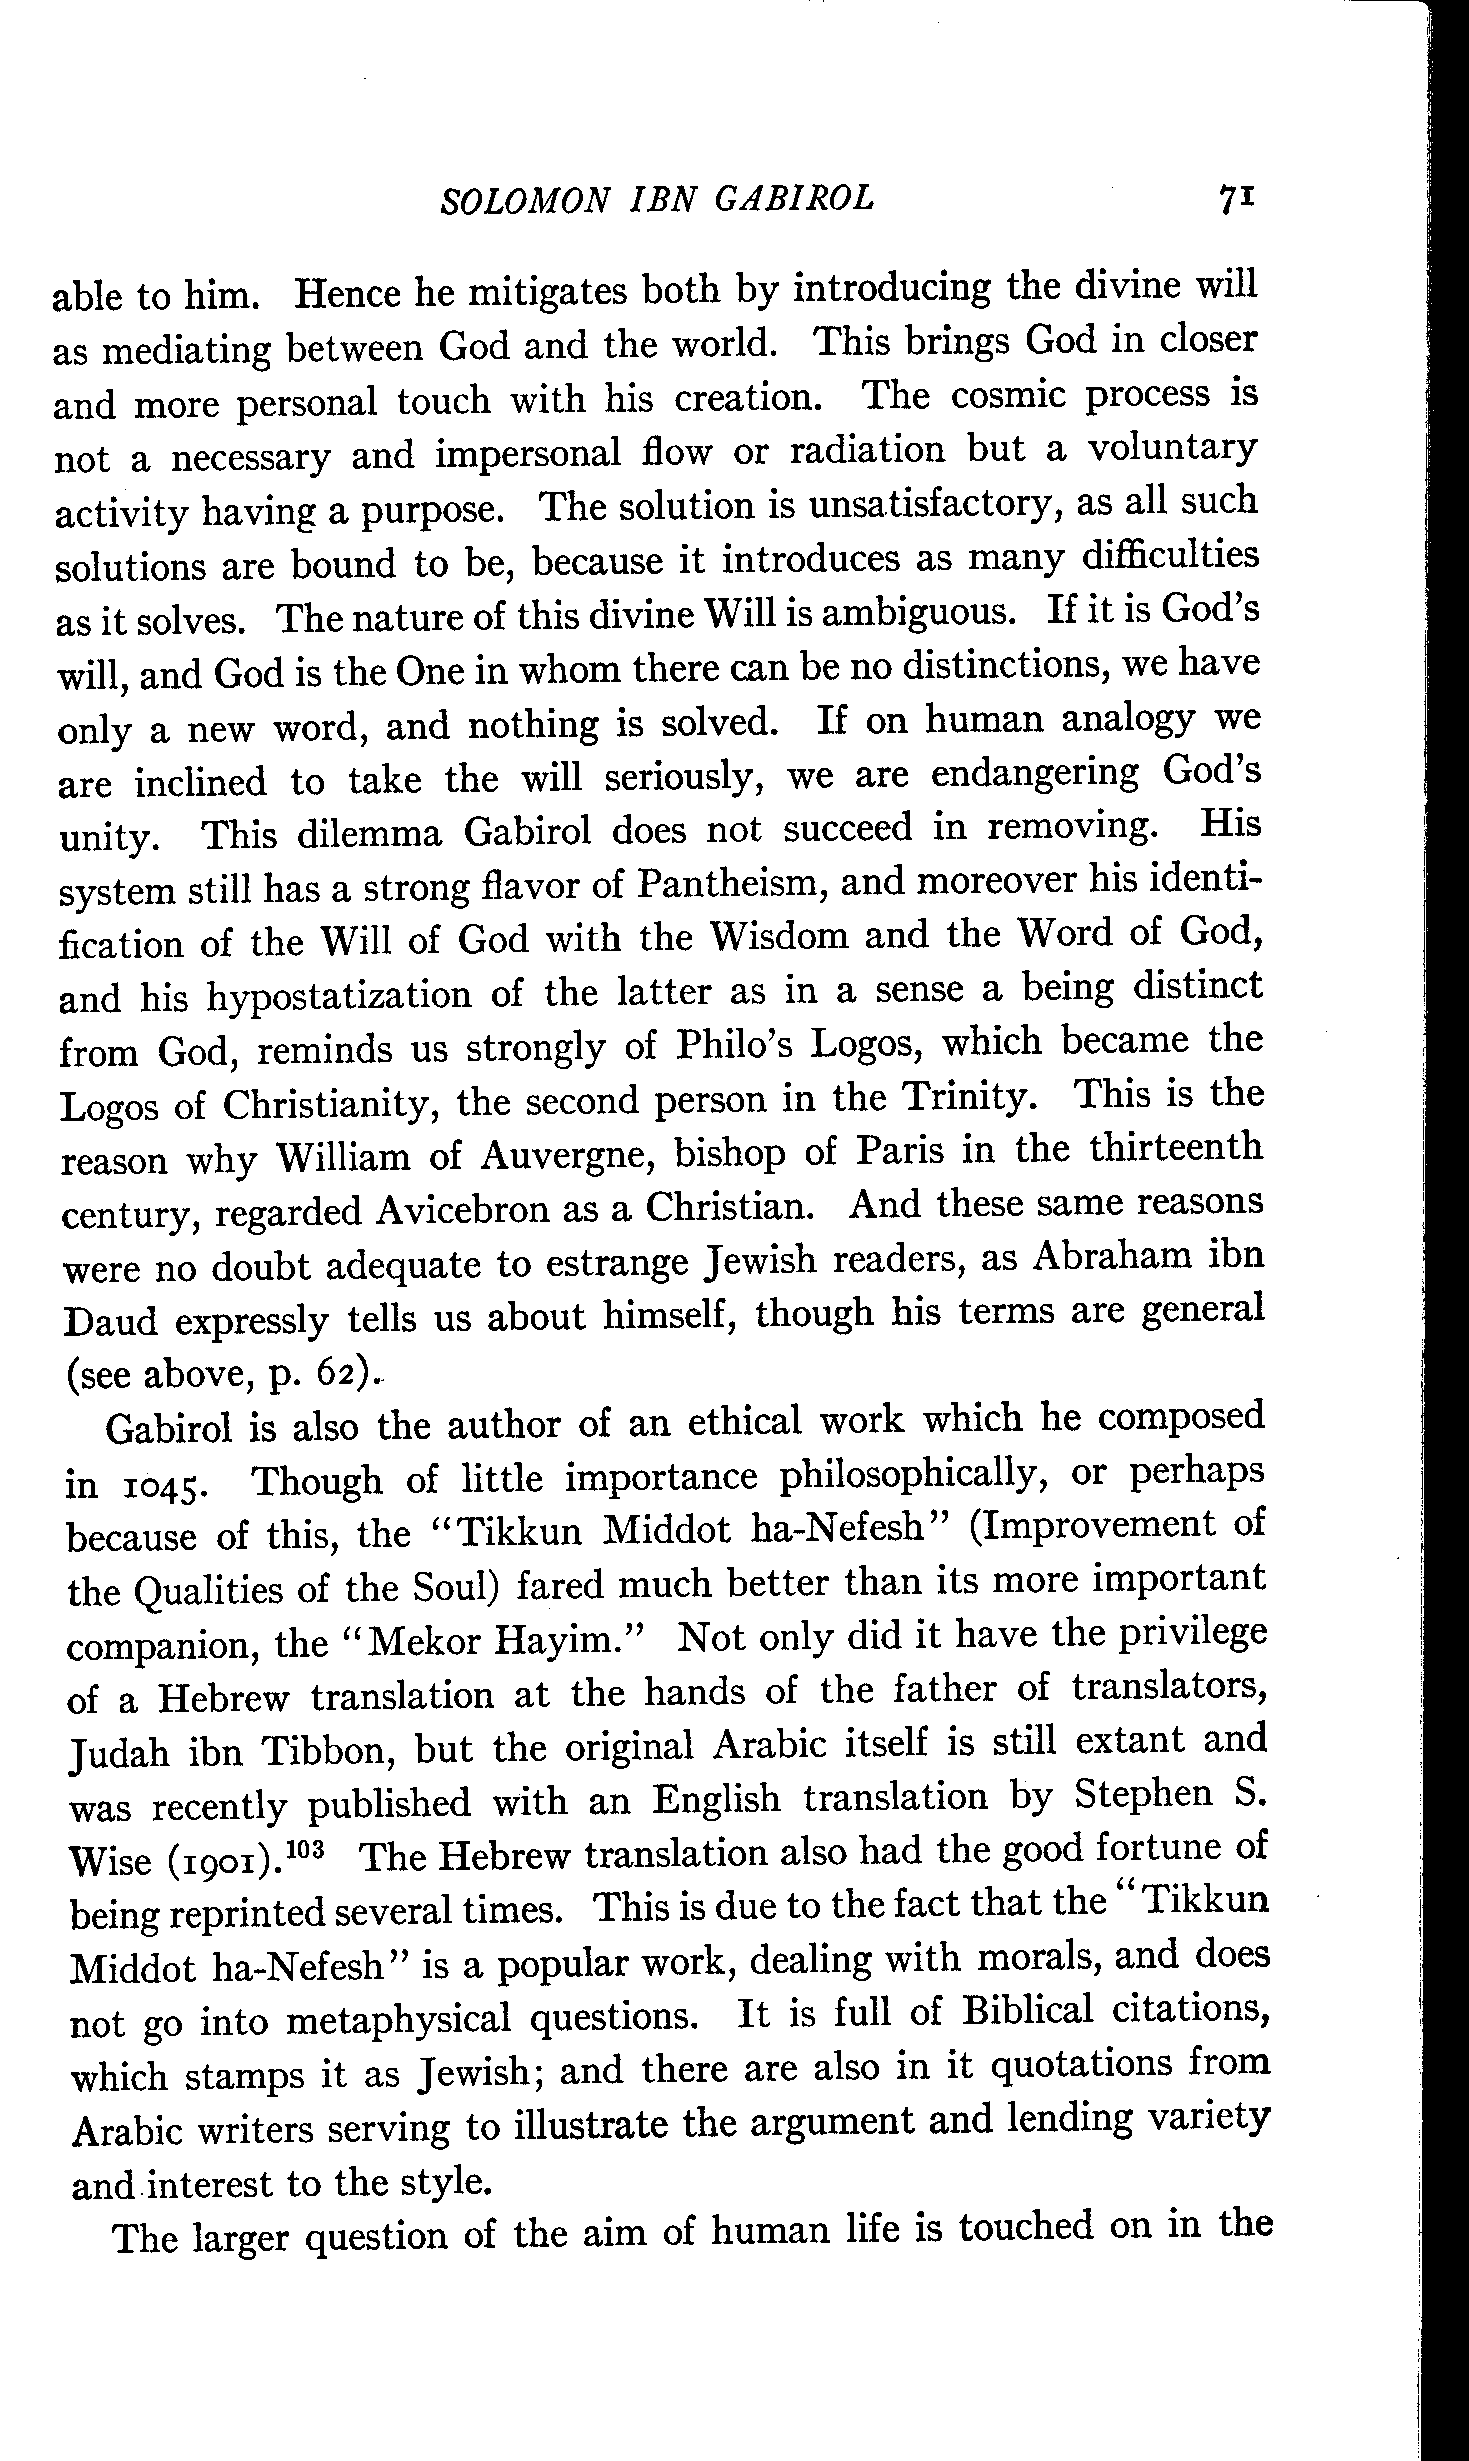 SOLOMON IBN GABIROL 71
able to him. Hence he mitigates both by introducing the divine will
as mediating between God and the world. This brings God in closer
and more personal touch with his creation. The cosmic process is
not a necessary and impersonal flow or radiation but a voluntary
activity having a purpose. The solution is unsatisfactory, as all such
solutions are bound to be, because it introduces as many difficulties
as it solves. The nature of this divine Will is ambiguous. If it is God's
will, and God is the One in whom there can be no distinctions, we have
only a new word, and nothing is solved. If on human analogy we
are inclined to take the will seriously, we are endangering God's
unity. This dilemma Gabirol does not succeed in removing. His
system still has a strong flavor of Pantheism, and moreover his identi-
fication of the Will of God with the Wisdom and the Word of God,
and his hypostatization of the latter as in a sense a being distinct
from God, reminds us strongly of Philo's Logos, which became the
Logos of Christianity, the second person in the Trinity. This is the
reason why William of Auvergne, bishop of Paris in the thirteenth
century, regarded Avicebron as a Christian. And these same reasons
were no doubt adequate to estrange Jewish readers, as Abraham ibn
Daud expressly tells us about himself, though his terms are general
(see above, p. 62).
Gabirol is also the author of an ethical work which he composed
in 1045. Though of little importance philosophically, or perhaps
because of this, the "Tikkun Middot ha-Nefesh" (Improvement of
the Qualities of the Soul) fared much better than its more important
companion, the "Mekor Hayim." Not only did it have the privilege
of a Hebrew translation at the hands of the father of translators,
Judah ibn Tibbon, but the original Arabic itself is still extant and
was recently published with an English translation by Stephen S.
Wise (1901).¹⁰³ The Hebrew translation also had the good fortune of
being reprinted several times. This is due to the fact that the "Tikkun
Middot ha-Nefesh" is a popular work, dealing with morals, and does
not go into metaphysical questions. It is full of Biblical citations,
which stamps it as Jewish; and there are also in it quotations from
Arabic writers serving to illustrate the argument and lending variety
and interest to the style.
The larger question of the aim of human life is touched on in the